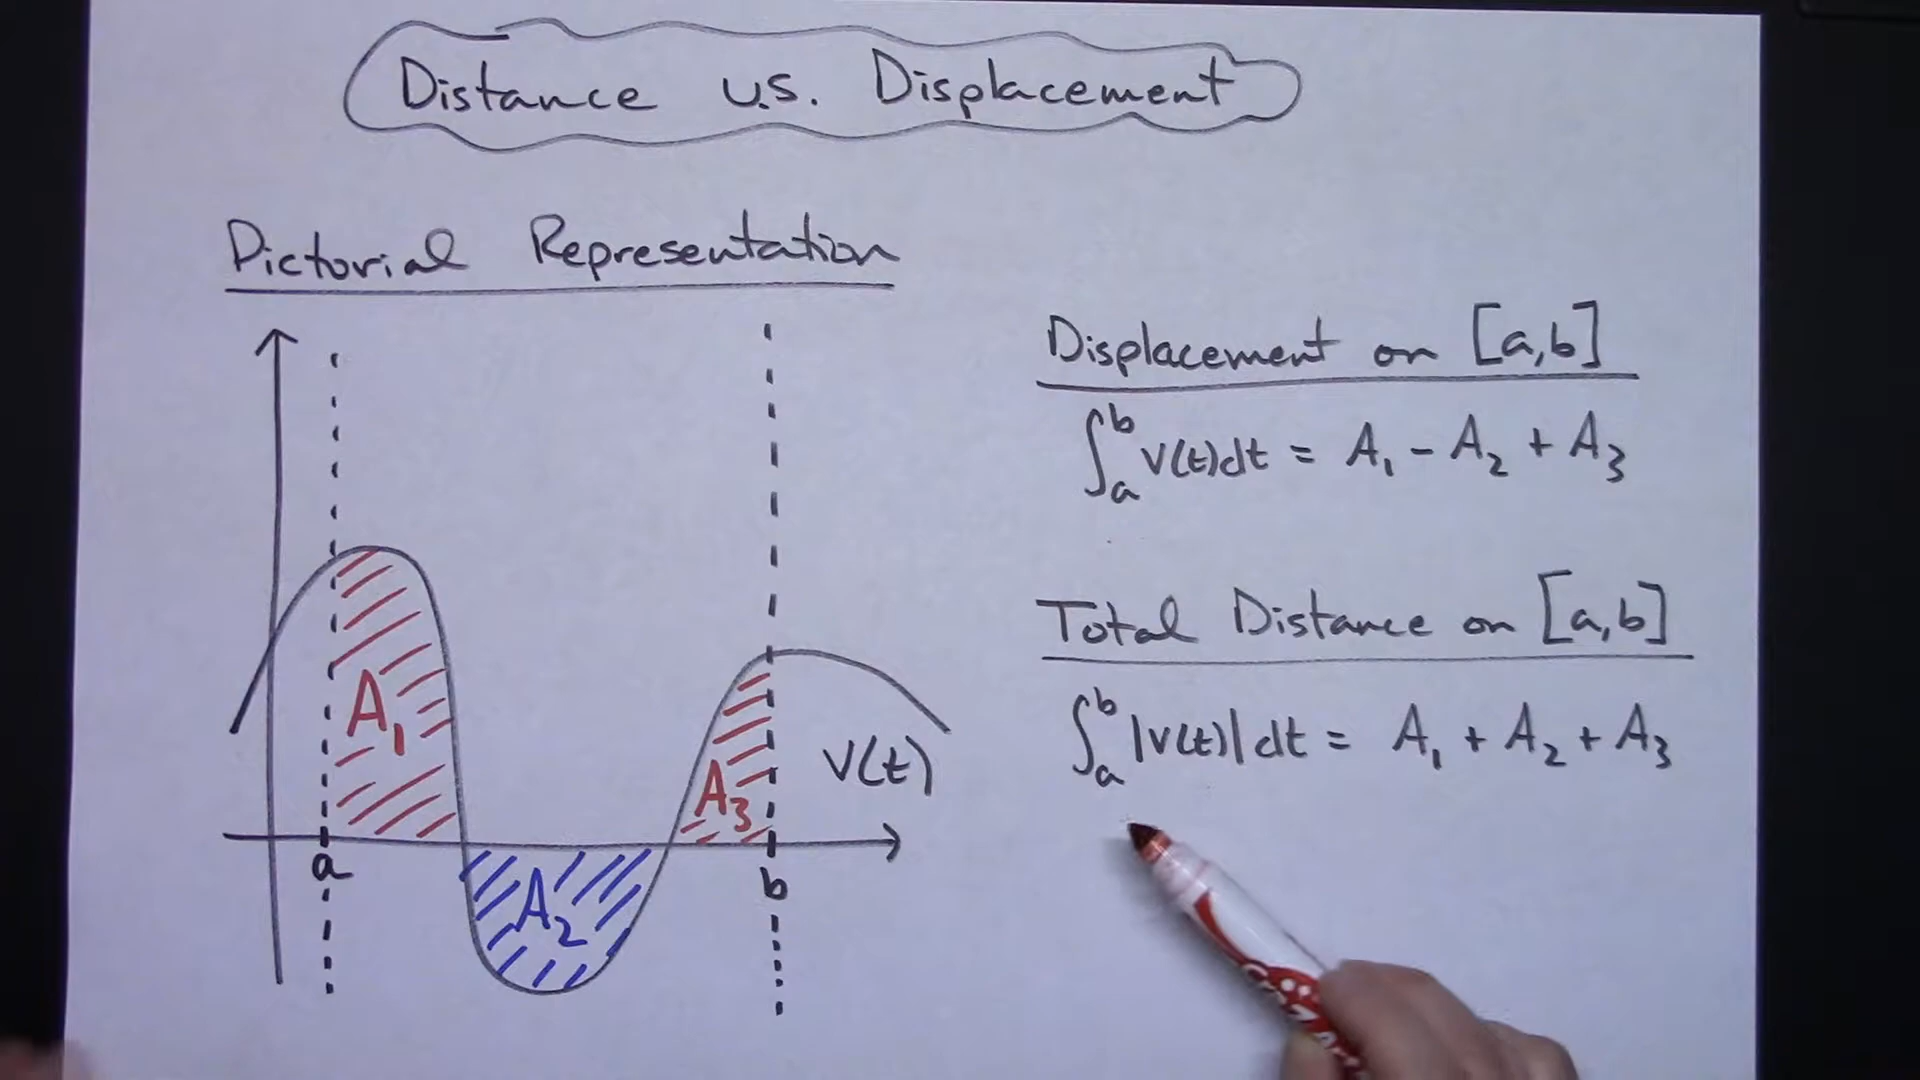 Distance v.s. Displacement
Pictorial Representation
Displacement on [a,b]
∫ₐᵇ v(t)dt = A₁ - A₂ + A₃
Total Distance on [a,b]
∫ₐᵇ |v(t)|dt = A₁ + A₂ + A₃
A₁
A₃
V(t)
a
b
A₂